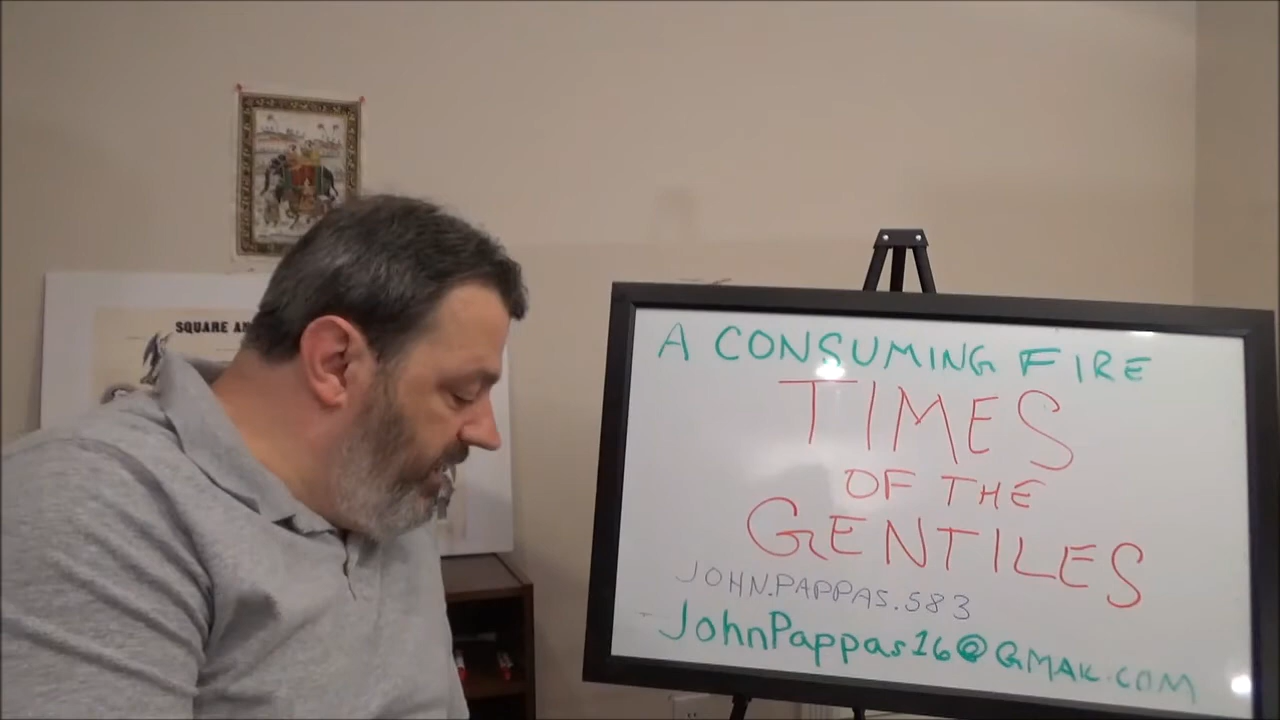 SQUARE AN
A CONSUMING FIRE
TIMES
OF THE
GENTILES
JOHN.PAPPAS.583
JohnPappas16@GMAIL.COM